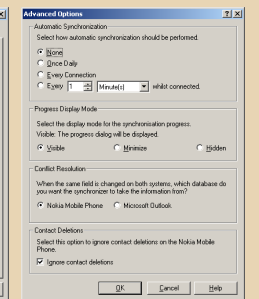 Advanced Options
Automatic Synchronization
Select how automatic synchronization should be performed.
None
Once Daily
Every Connection
Every 1 Minute(s) whilst connected.
Progress Display Mode
Select the display mode for the synchronisation progress.
Visible: The progress dialog will be displayed.
Visible Minimize Hidden
Conflict Resolution
When the same field is changed on both systems, which database do
you want the synchronizer to take the information from?
Nokia Mobile Phone Microsoft Outlook
Contact Deletions
Select this option to ignore contact deletions on the Nokia Mobile
Phone.
Ignore contact deletions
OK Cancel Help